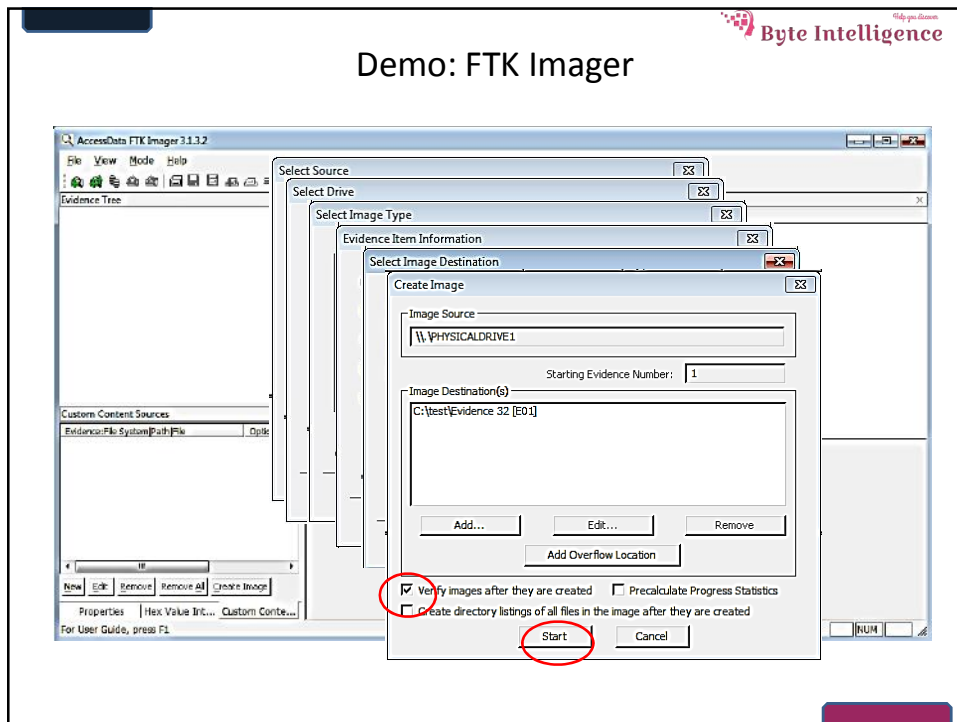 Help you discover
Byte Intelligence
Demo: FTK Imager
AccessData FTK Imager 3.1.3.2
File View Mode Help
Evidence Tree
Select Source
Select Drive
Select Image Type
Evidence Item Information
Select Image Destination
Create Image
Image Source
\\.\PHYSICALDRIVE1
Starting Evidence Number: 1
Image Destination(s)
C:\test\Evidence 32 [E01]
Add... Edit... Remove
Add Overflow Location
Verify images after they are created Precalculate Progress Statistics
Create directory listings of all files in the image after they are created
Start Cancel
Custom Content Sources
Evidence:File System|Path|File Optic
New Edit Remove Remove All Create Image
Properties Hex Value Int... Custom Conte...
For User Guide, press F1
NUM